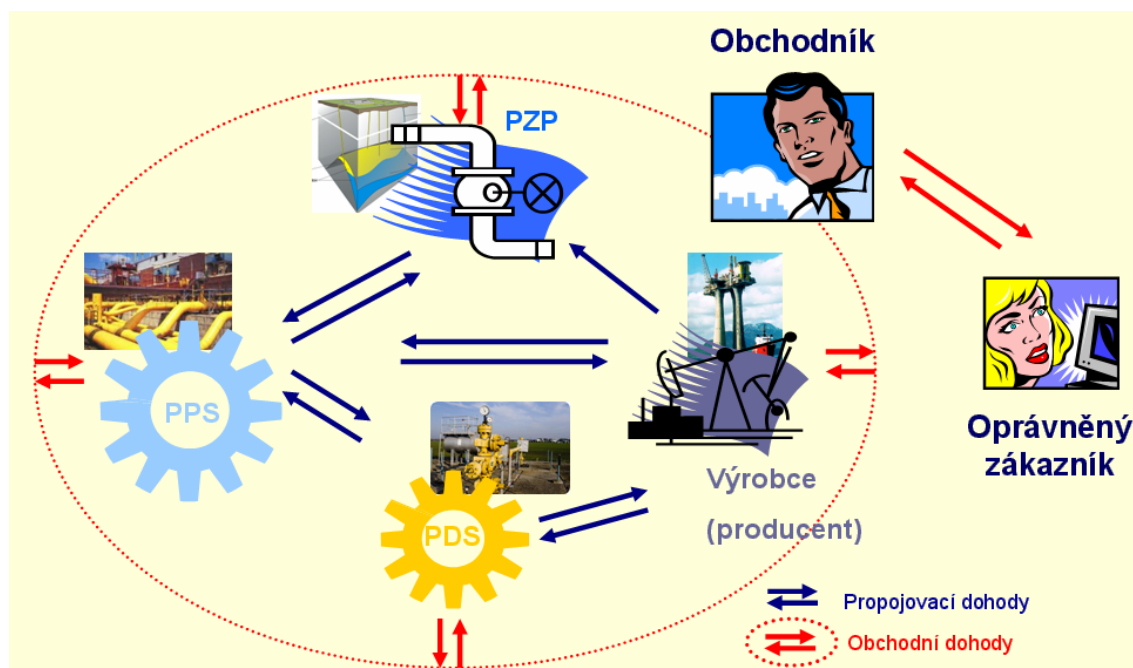 Obchodník
PZP
PPS
Oprávněný
zákazník
Výrobce
(producent)
PDS
Propojovací dohody
Obchodní dohody